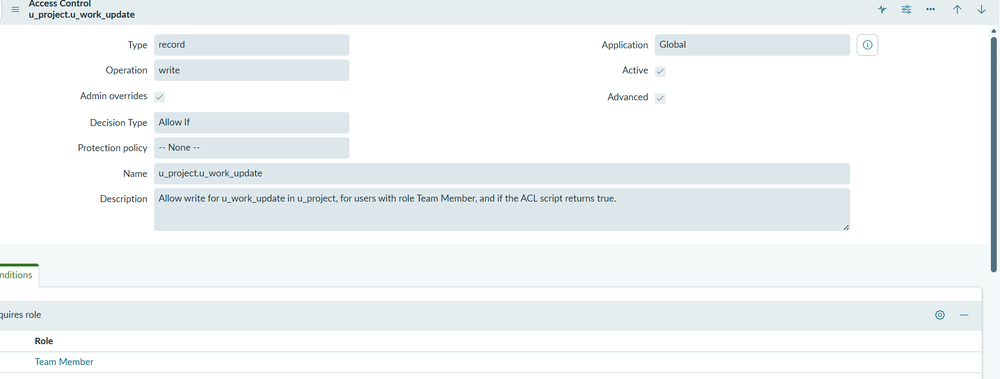 Access Control
u_project.u_work_update
Type record
Application Global
Operation write
Active
Admin overrides
Advanced
Decision Type Allow If
Protection policy -- None --
Name u_project.u_work_update
Description Allow write for u_work_update in u_project, for users with role Team Member, and if the ACL script returns true.
nditions
quires role
Role
Team Member